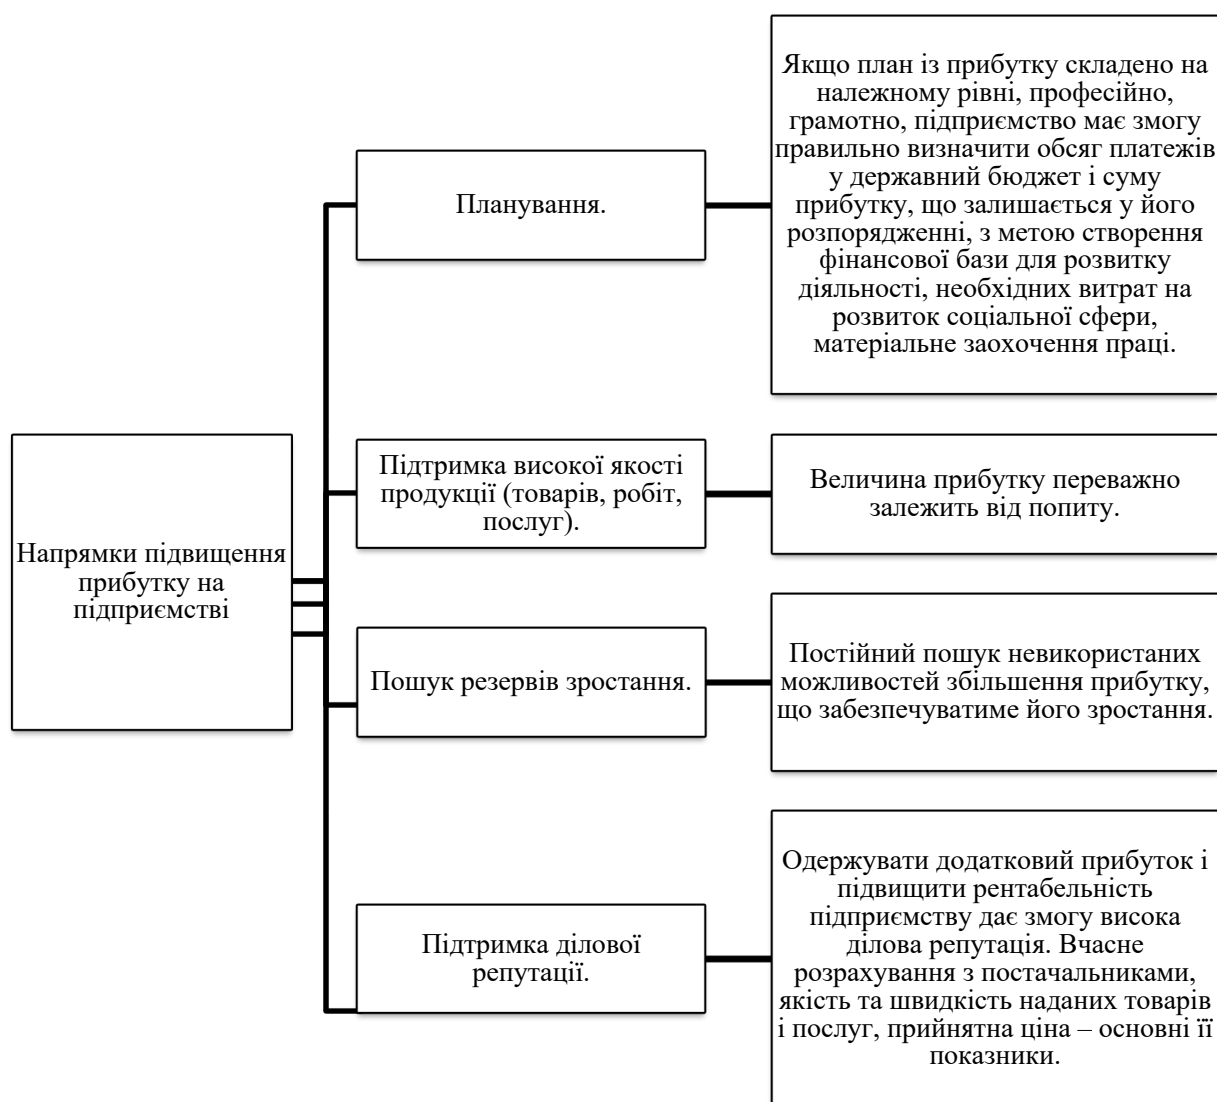 Напрямки підвищення
прибутку на
підприємстві
Планування.
Якщо план із прибутку складено на
належному рівні, професійно,
грамотно, підприємство має змогу
правильно визначити обсяг платежів
у державний бюджет і суму
прибутку, що залишається у його
розпорядженні, з метою створення
фінансової бази для розвитку
діяльності, необхідних витрат на
розвиток соціальної сфери,
матеріальне заохочення праці.
Підтримка високої якості
продукції (товарів, робіт,
послуг).
Величина прибутку переважно
залежить від попиту.
Пошук резервів зростання.
Постійний пошук невикористаних
можливостей збільшення прибутку,
що забезпечуватиме його зростання.
Підтримка ділової
репутації.
Одержувати додатковий прибуток і
підвищити рентабельність
підприємству дає змогу висока
ділова репутація. Вчасне
розрахування з постачальниками,
якість та швидкість наданих товарів
і послуг, прийнятна ціна – основні її
показники.